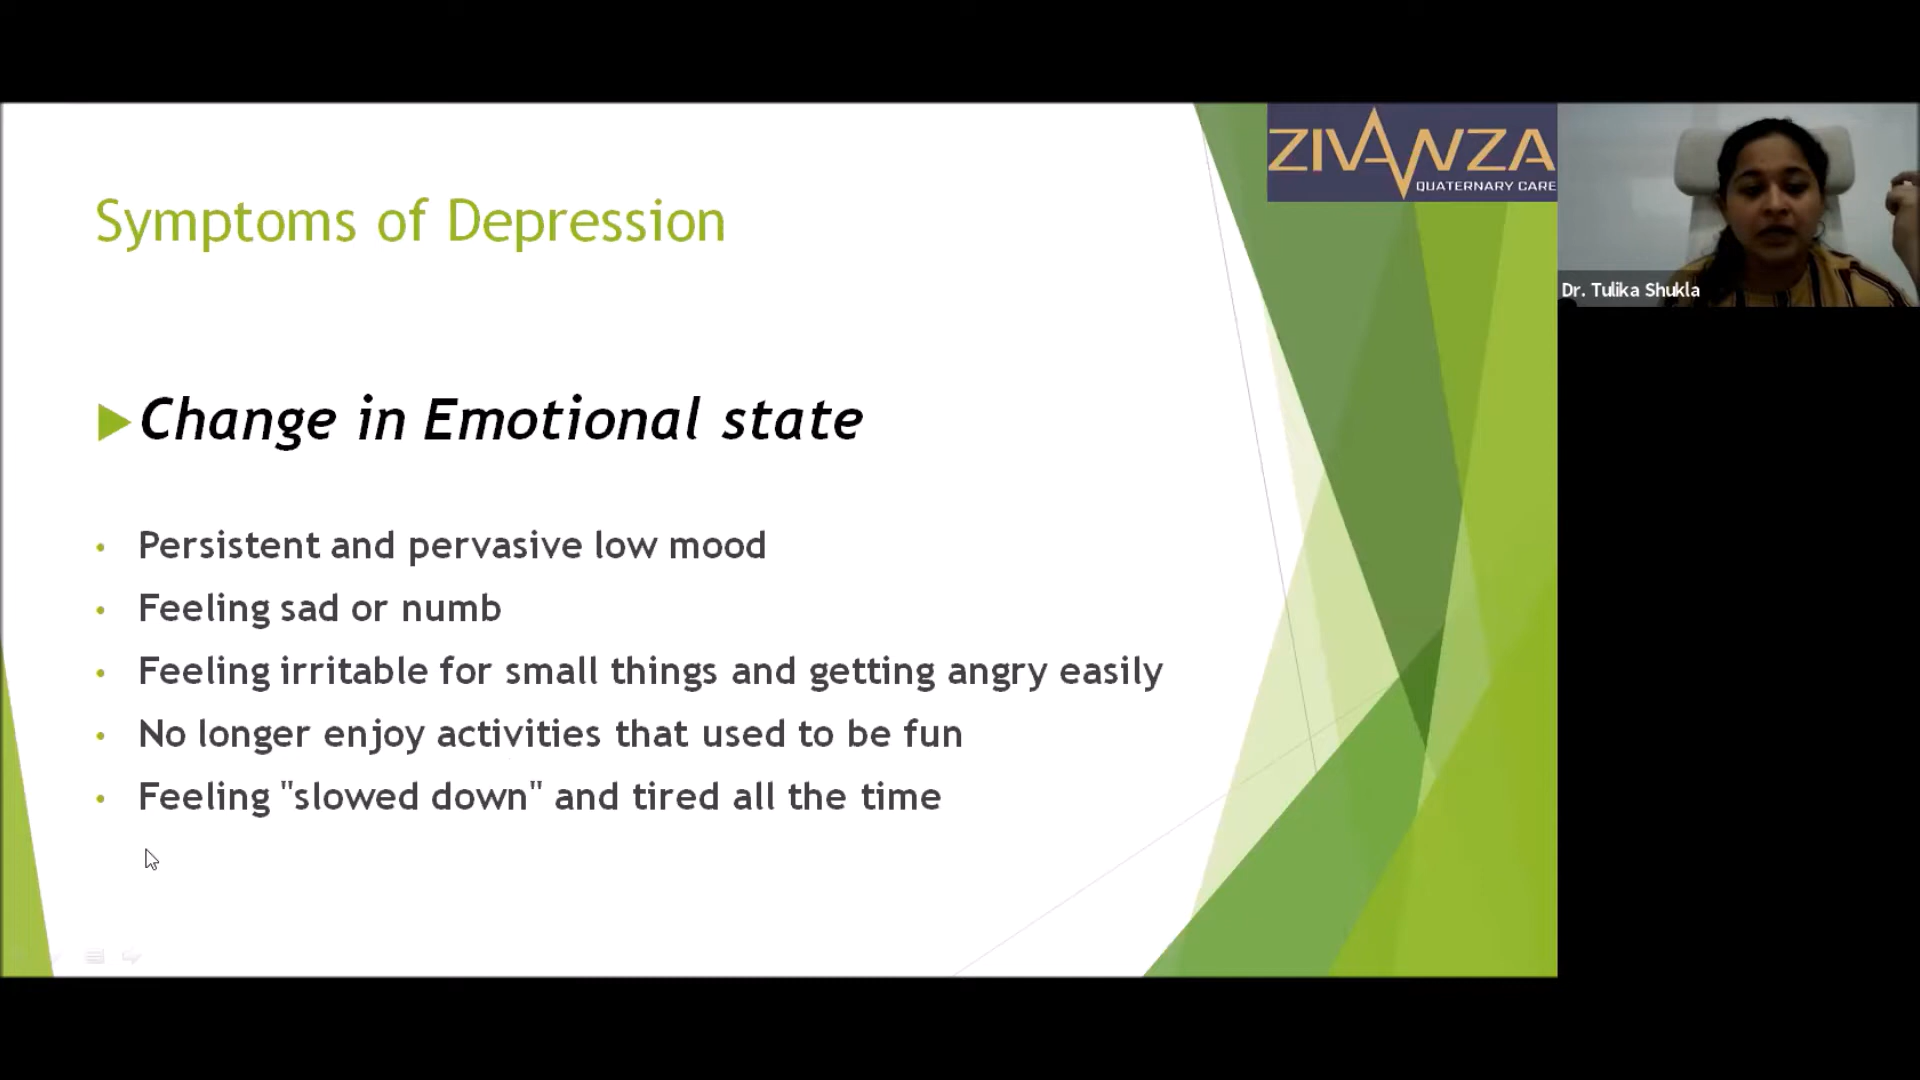 ZIVANZA
QUATERNARY CARE
Dr. Tulika Shukla
Symptoms of Depression
Change in Emotional state
Persistent and pervasive low mood
Feeling sad or numb
Feeling irritable for small things and getting angry easily
No longer enjoy activities that used to be fun
Feeling "slowed down" and tired all the time